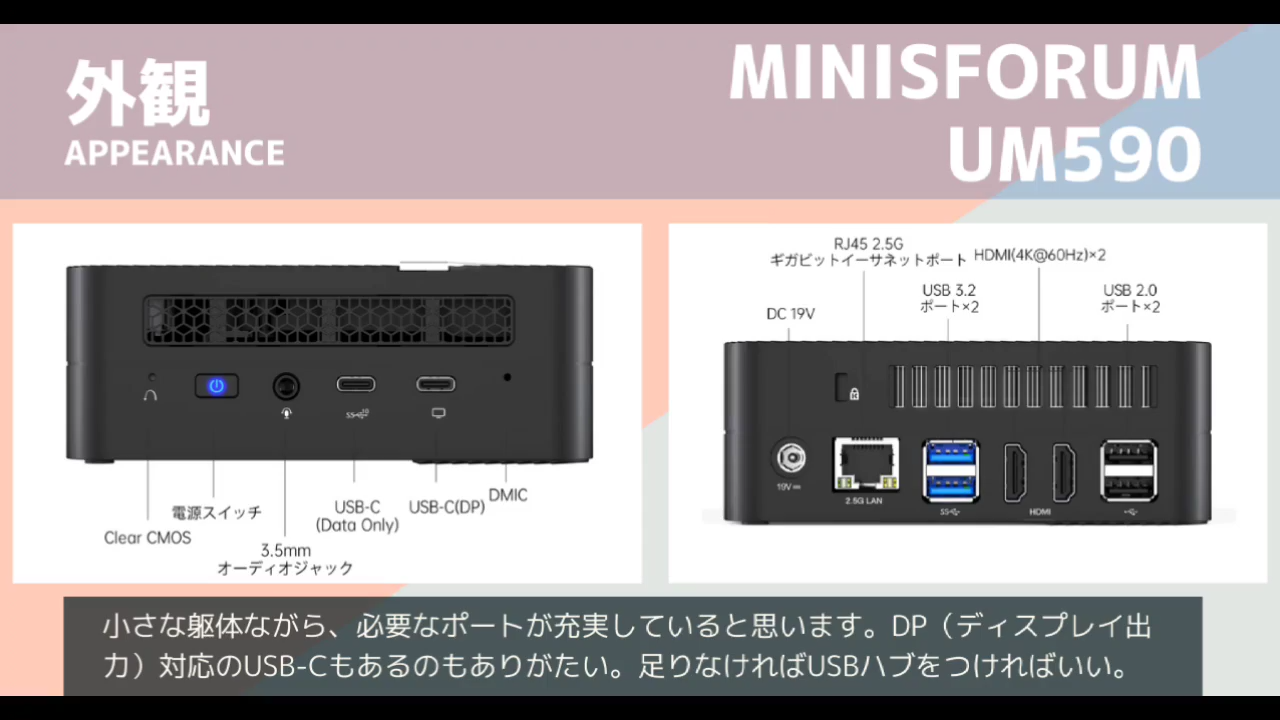 外観
APPEARANCE
MINISFORUM
UM590
Clear CMOS
電源スイッチ
3.5mm
オーディオジャック
USB-C
(Data Only)
USB-C(DP)
DMIC
RJ45 2.5G
ギガビットイーサネットポート
HDMI(4K@60Hz)×2
DC 19V
USB 3.2
ポート×2
USB 2.0
ポート×2
19V
2.5G LAN
HDMI
小さな躯体ながら、必要なポートが充実していると思います。DP（ディスプレイ出
力）対応のUSB-Cもあるのもありがたい。足りなければUSBハブをつければいい。